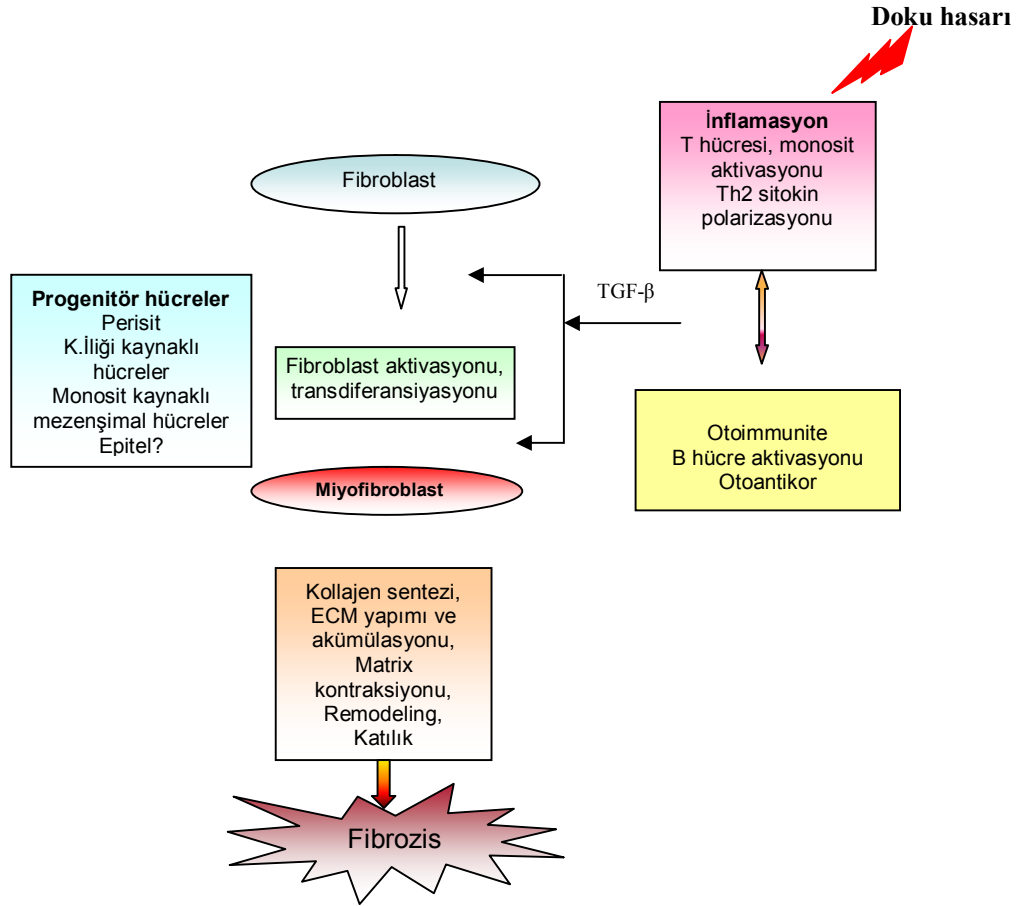 Doku hasarı
İnflamasyon
T hücresi, monosit
aktivasyonu
Th2 sitokin
polarizasyonu
Fibroblast
TGF-β
Progenitör hücreler
Perisit
K.İliği kaynaklı
hücreler
Monosit kaynaklı
mezenşimal hücreler
Epitel?
Fibroblast aktivasyonu,
transdiferansiyasyonu
Otoimmunite
B hücre aktivasyonu
Otoantikor
Miyofibroblast
Kollajen sentezi,
ECM yapımı ve
akümülasyonu,
Matrix
kontraksiyonu,
Remodeling,
Katılık
Fibrozis